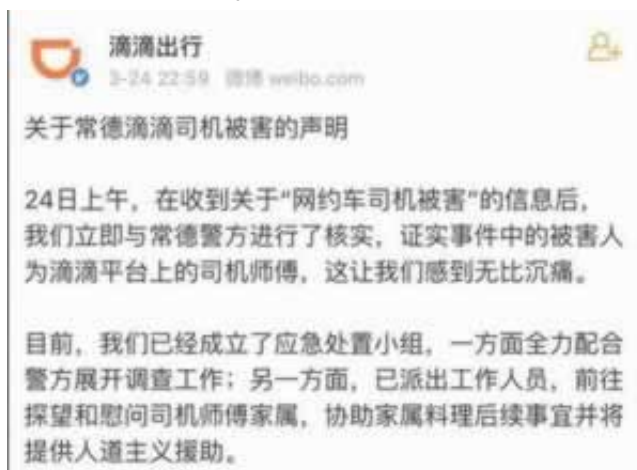 滴滴出行
3-24 22:59 微博 weibo.com
关于常德滴滴司机被害的声明
24日上午，在收到关于“网约车司机被害”的信息后，
我们立即与常德警方进行了核实，证实事件中的被害人
为滴滴平台上的司机师傅，这让我们感到无比沉痛。
目前，我们已经成立了应急处置小组，一方面全力配合
警方展开调查工作；另一方面，已派出工作人员，前往
探望和慰问司机师傅家属，协助家属料理后续事宜并将
提供人道主义援助。